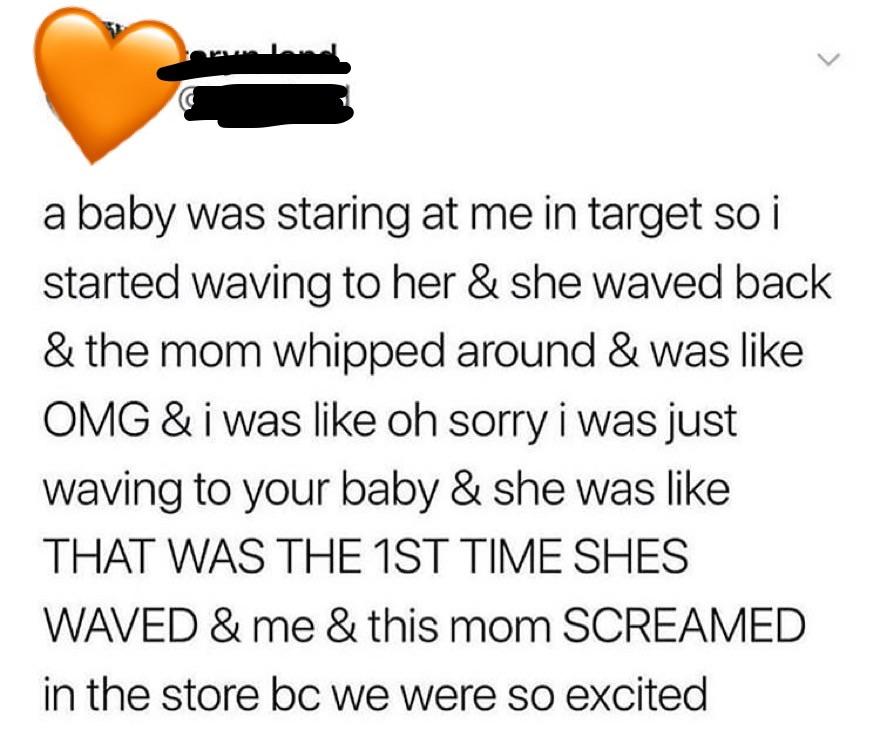 a baby was staring at me in target so i
started waving to her & she waved back
& the mom whipped around & was like
OMG & i was like oh sorry i was just
waving to your baby & she was like
THAT WAS THE 1ST TIME SHES
WAVED & me & this mom SCREAMED
in the store bc we were so excited